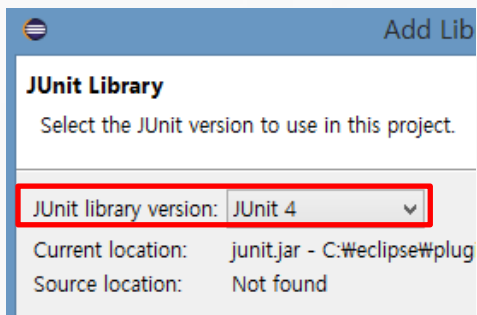 Add Lib
JUnit Library
Select the JUnit version to use in this project.
JUnit library version: JUnit 4
Current location: junit.jar - C:₩eclipse₩plug
Source location: Not found